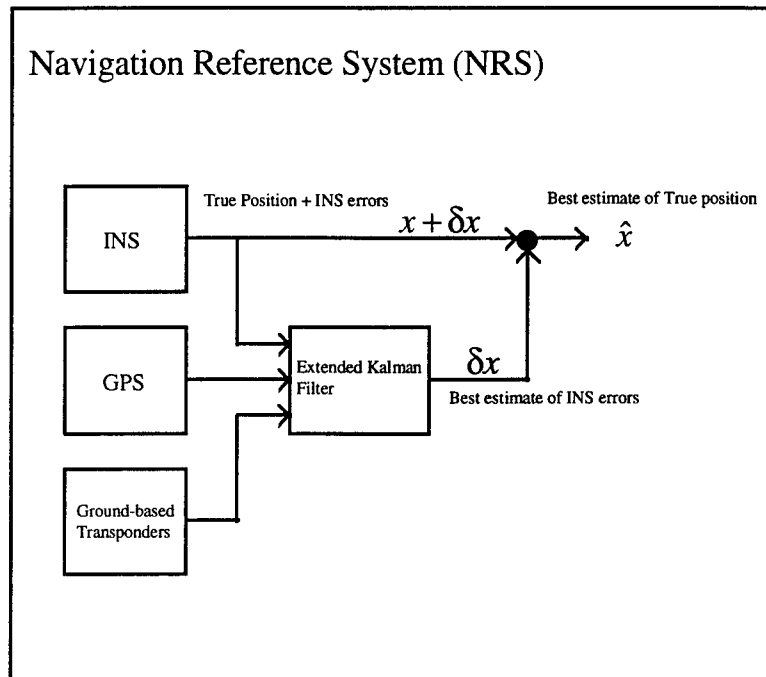 Navigation Reference System (NRS)
True Position + INS errors
Best estimate of True position
INS
x + δx
x̂
GPS
Extended Kalman
Filter
δx
Best estimate of INS errors
Ground-based
Transponders